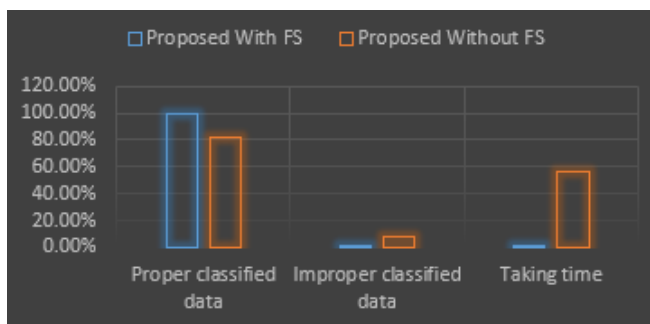 Proposed With FS Proposed Without FS
120.00%
100.00%
80.00%
60.00%
40.00%
20.00%
0.00%
Proper classified data
Improper classified data
Taking time